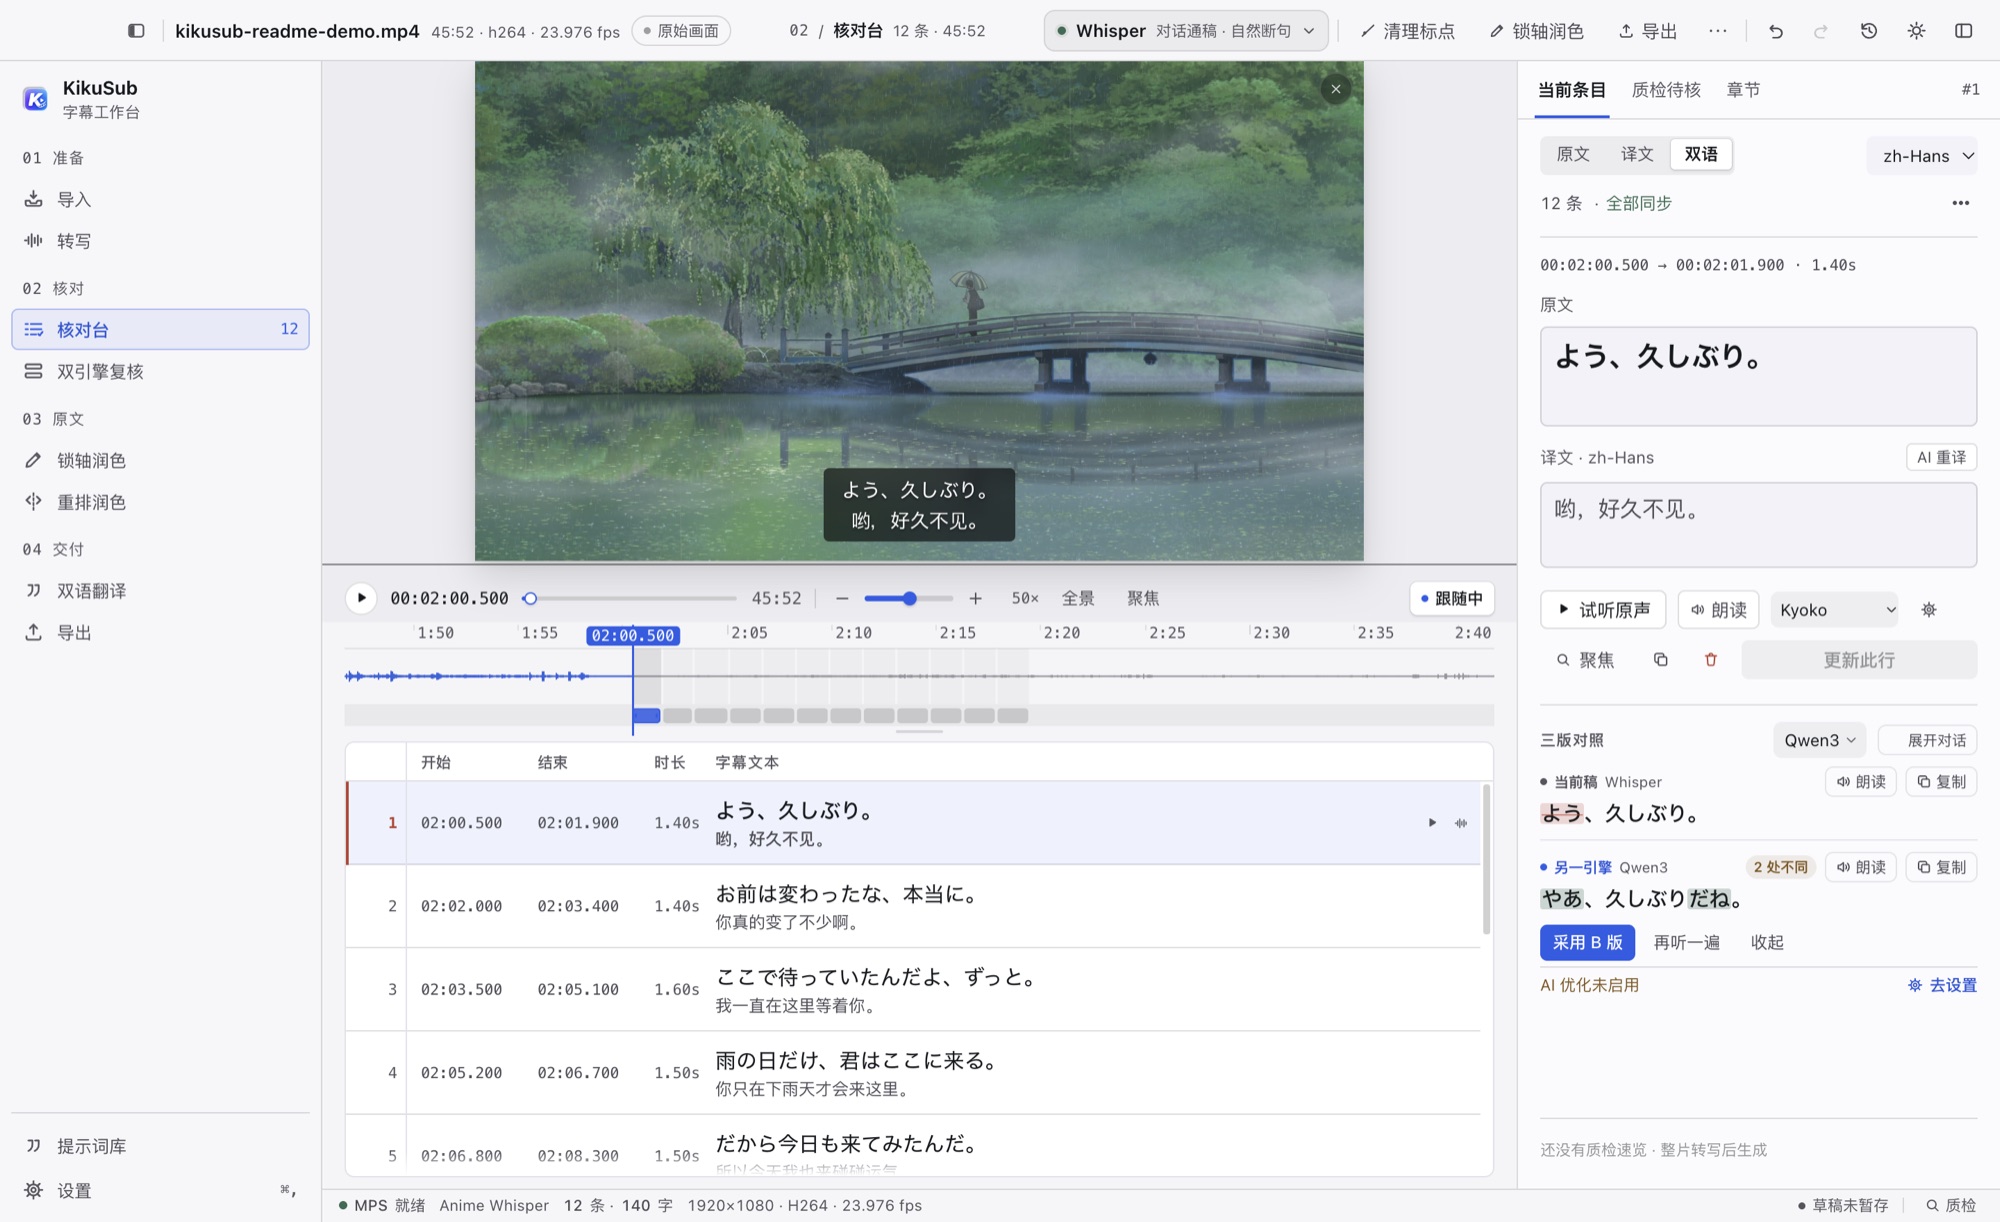 kikusub-readme-demo.mp4 45:52 · h264 · 23.976 fps 原始画面
02 / 核对台 12 条 · 45:52
Whisper 对话通稿 · 自然断句
清理标点 锁轴润色 导出 ···
KikuSub
字幕工作台
01 准备
导入
转写
02 核对
核对台 12
双引擎复核
03 原文
锁轴润色
重排润色
04 交付
双语翻译
导出
提示词库
设置 ⌘,
よう、久しぶり。
哟，好久不见。
00:02:00.500 45:52 50× 全景 聚焦 跟随中
1:50 1:55 02:00.500 2:05 2:10 2:15 2:20 2:25 2:30 2:35 2:40
开始 结束 时长 字幕文本
1 02:00.500 02:01.900 1.40s よう、久しぶり。
哟，好久不见。
2 02:02.000 02:03.400 1.40s お前は変わったな、本当に。
你真的变了不少啊。
3 02:03.500 02:05.100 1.60s ここで待っていたんだよ、ずっと。
我一直在这里等着你。
4 02:05.200 02:06.700 1.50s 雨の日だけ、君はここに来る。
你只在下雨天才会来这里。
5 02:06.800 02:08.300 1.50s だから今日も来てみたんだ。
所以今天我也来碰碰运气
当前条目 质检待核 章节 #1
原文 译文 双语 zh-Hans
12 条 · 全部同步 •••
00:02:00.500 → 00:02:01.900 · 1.40s
原文
よう、久しぶり。
译文 · zh-Hans AI 重译
哟，好久不见。
试听原声 朗读 Kyoko
聚焦 更新此行
三版对照 Qwen3 展开对话
当前稿 Whisper 朗读 复制
よう、久しぶり。
另一引擎 Qwen3 2 处不同 朗读 复制
やあ、久しぶりだね。
采用 B 版 再听一遍 收起
AI 优化未启用 去设置
还没有质检速览 · 整片转写后生成
MPS 就绪 Anime Whisper 12 条 · 140 字 1920×1080 · H264 · 23.976 fps
草稿未暂存 质检